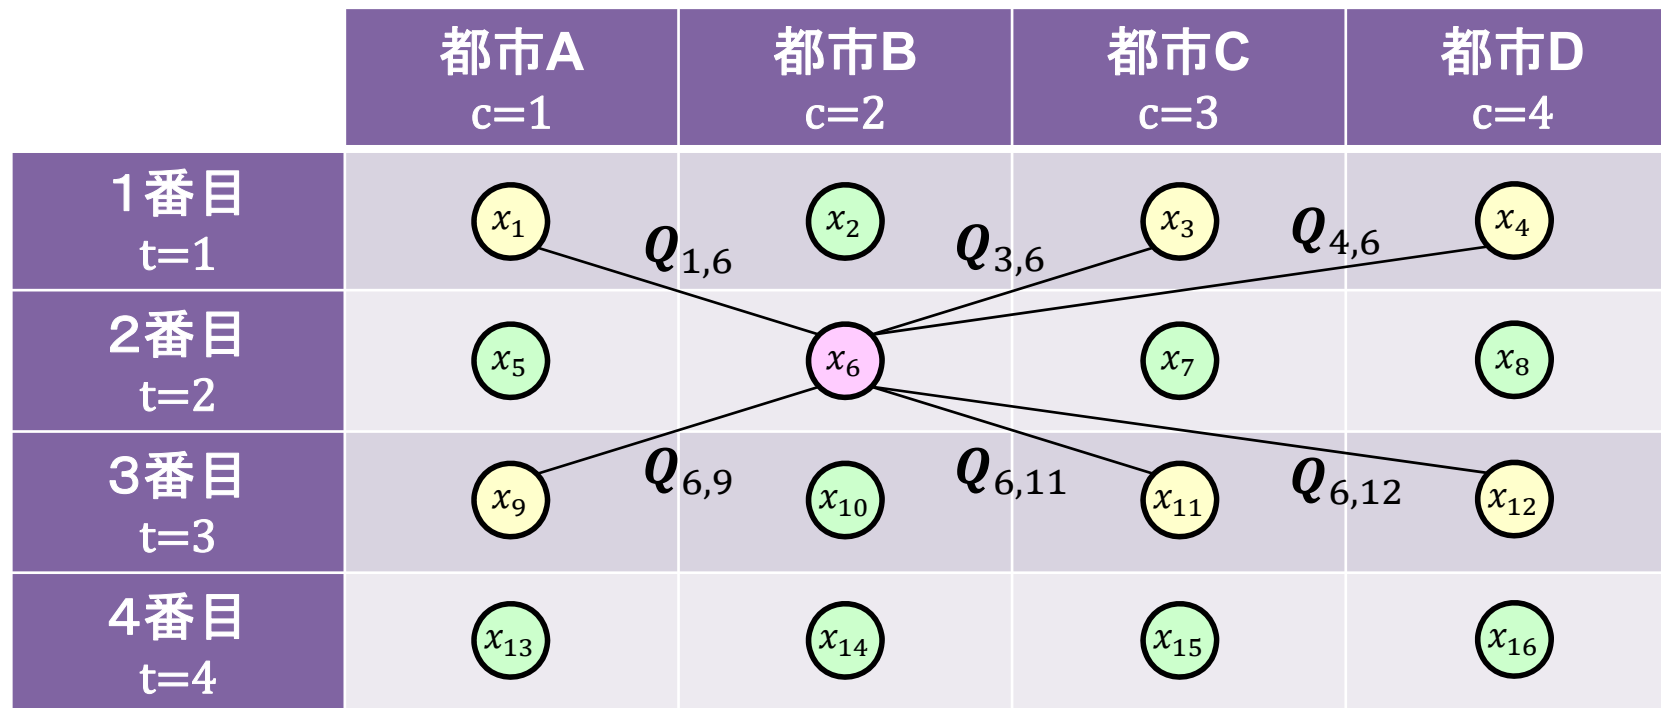 都市A 都市B 都市C 都市D
c=1 c=2 c=3 c=4
1番目
t=1
x₁ x₂ x₃ x₄
Q₁,₆ Q₃,₆ Q₄,₆
2番目
t=2
x₅ x₆ x₇ x₈
3番目
t=3
Q₆,₉ Q₆,₁₁ Q₆,₁₂
x₉ x₁₀ x₁₁ x₁₂
4番目
t=4
x₁₃ x₁₄ x₁₅ x₁₆